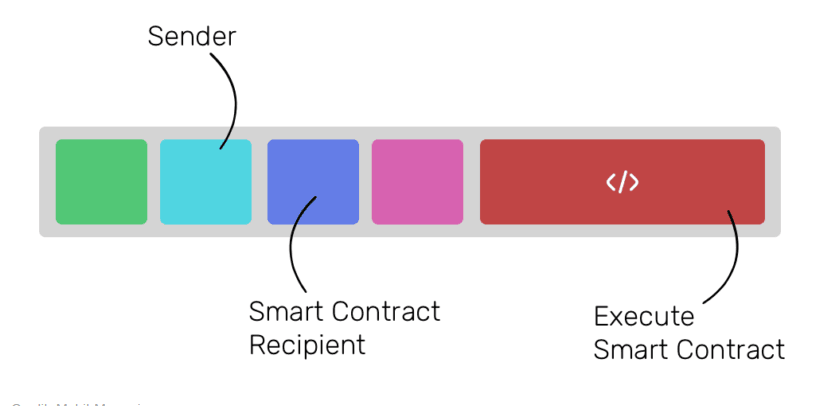 Sender
</>
Smart Contract
Recipient
Execute
Smart Contract